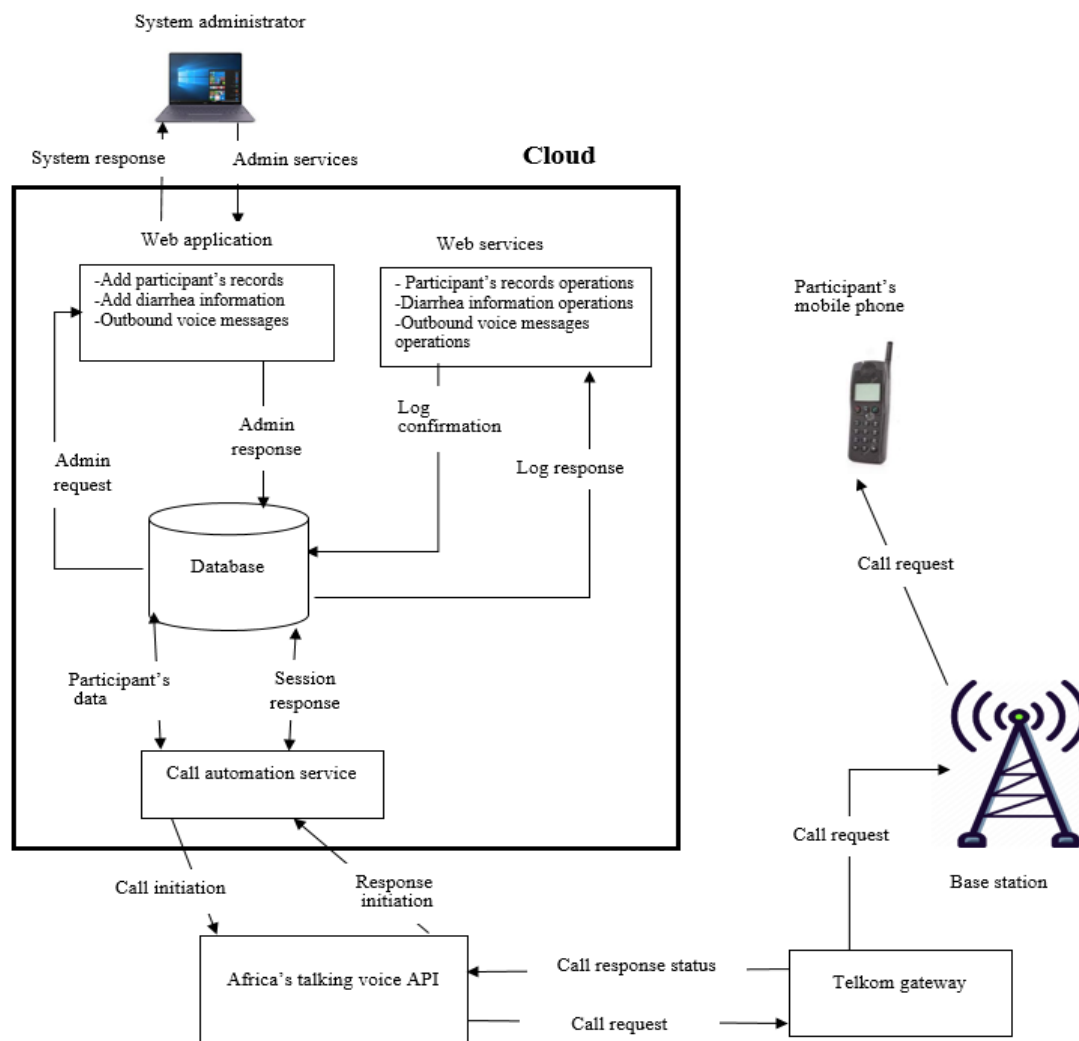 System administrator
System response
Admin services
Cloud
Web application
-Add participant's records
-Add diarrhea information
-Outbound voice messages
Web services
- Participant's records operations
-Diarrhea information operations
-Outbound voice messages
operations
Participant's
mobile phone
Log
confirmation
Admin
response
Log response
Admin
request
Database
Call request
Participant's
data
Session
response
Call automation service
Call request
Base station
Call initiation
Response
initiation
Africa's talking voice API
Call response status
Telkom gateway
Call request